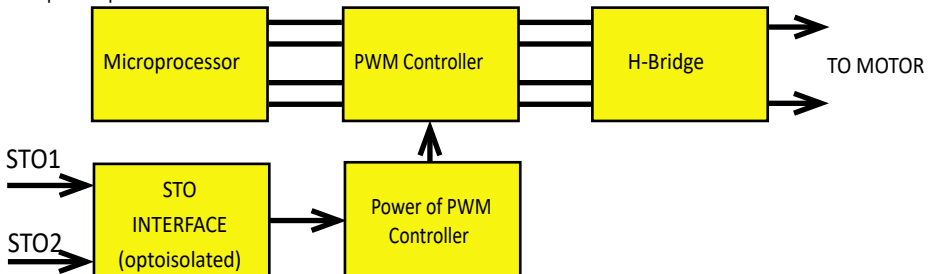 Microprocessor
PWM Controller
H-Bridge
TO MOTOR
STO1
STO2
STO
INTERFACE
(optoisolated)
Power of PWM
Controller